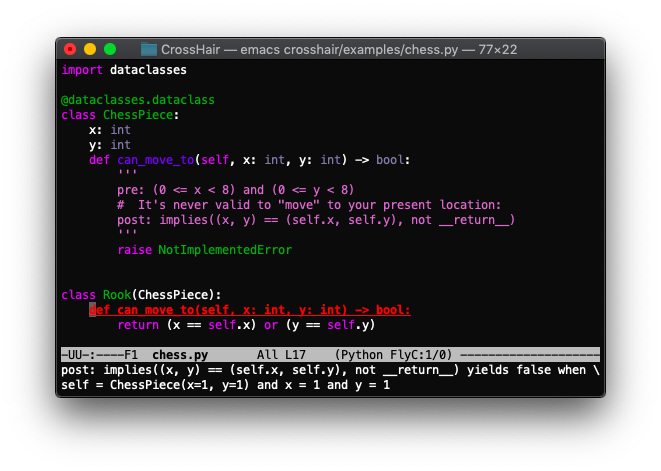 CrossHair — emacs crosshair/examples/chess.py — 77×22
import dataclasses
@dataclasses.dataclass
class ChessPiece:
    x: int
    y: int
    def can_move_to(self, x: int, y: int) -> bool:
        '''
        pre: (0 <= x < 8) and (0 <= y < 8)
        #  It's never valid to "move" to your present location:
        post: implies((x, y) == (self.x, self.y), not __return__)
        '''
        raise NotImplementedError
class Rook(ChessPiece):
    def can_move_to(self, x: int, y: int) -> bool:
        return (x == self.x) or (y == self.y)
-UU-:----F1  chess.py       All L17    (Python FlyC:1/0) --------------------
post: implies((x, y) == (self.x, self.y), not __return__) yields false when \
self = ChessPiece(x=1, y=1) and x = 1 and y = 1